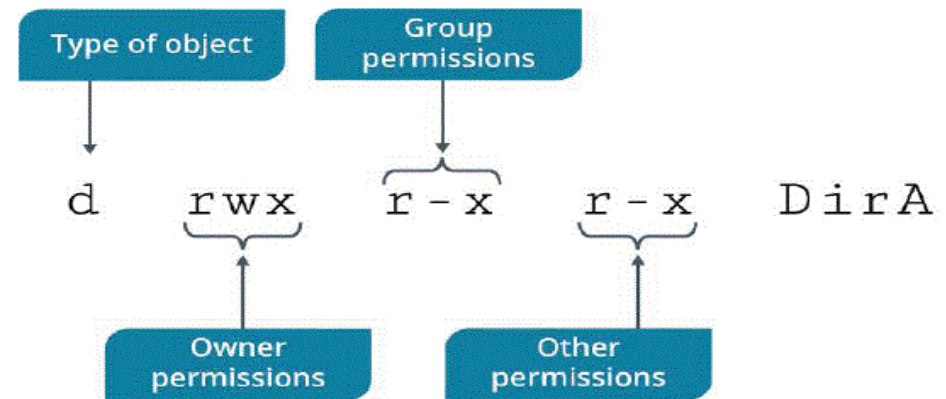 Type of object
Group
permissions
d rwx r-x r-x DirA
Owner
permissions
Other
permissions